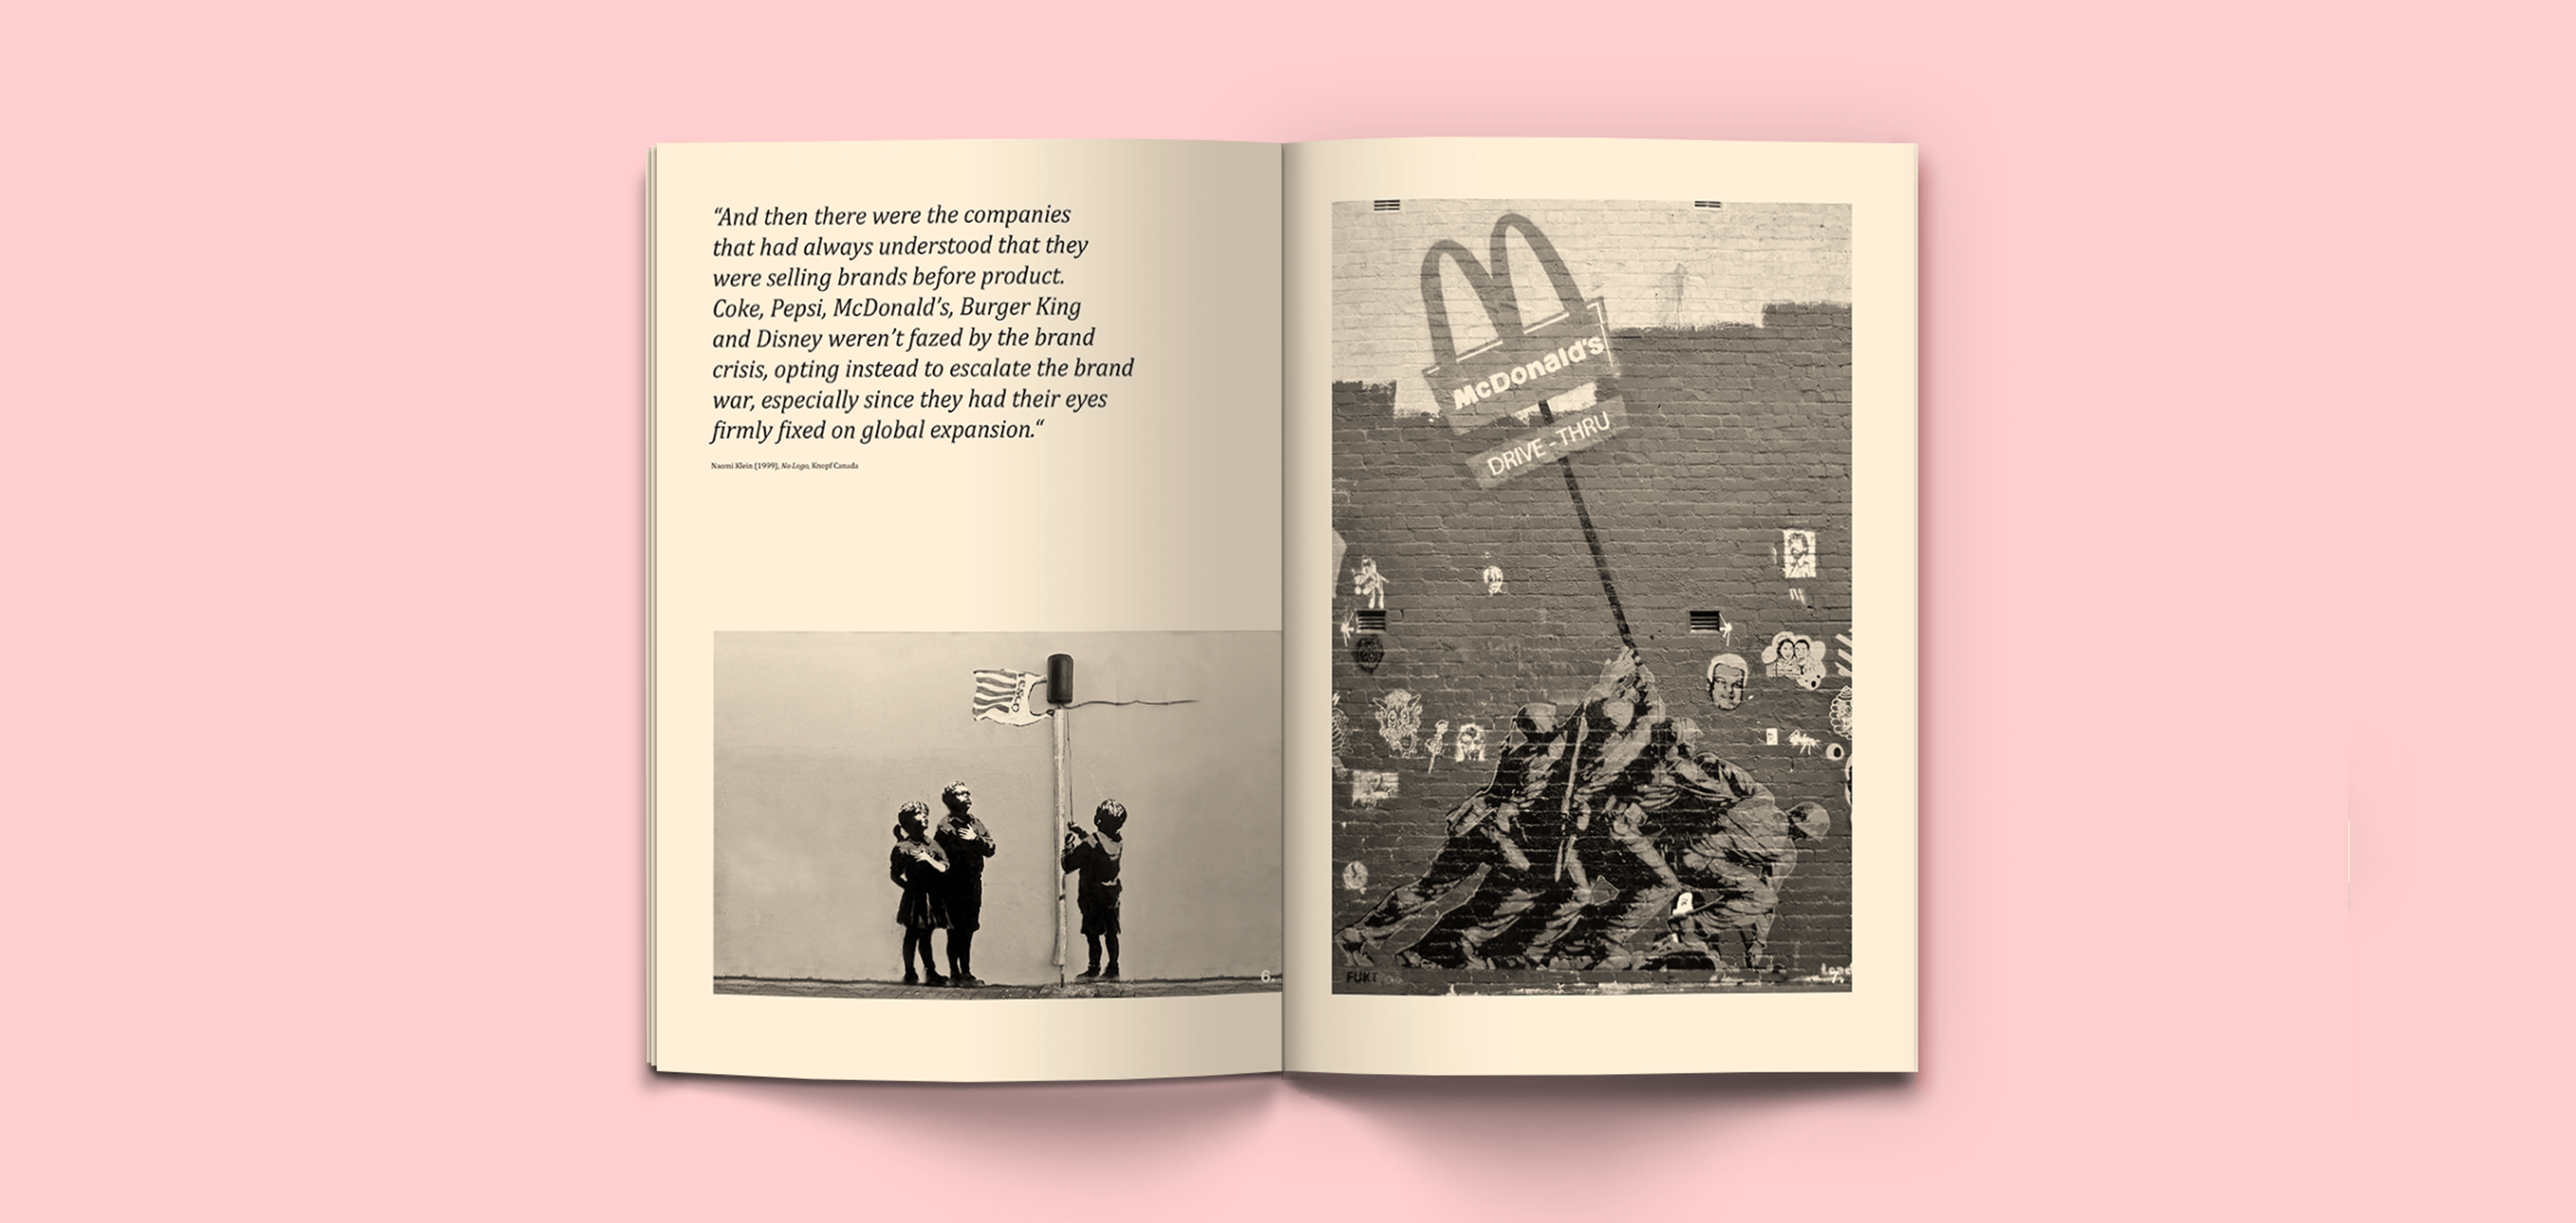 “And then there were the companies
that had always understood that they
were selling brands before product.
Coke, Pepsi, McDonald’s, Burger King
and Disney weren’t fazed by the brand
crisis, opting instead to escalate the brand
war, especially since they had their eyes
firmly fixed on global expansion.“
Naomi Klein (1999), No Logo, Knopf Canada
TESCO
6.
McDonald's
DRIVE-THRU
FUKT
7.